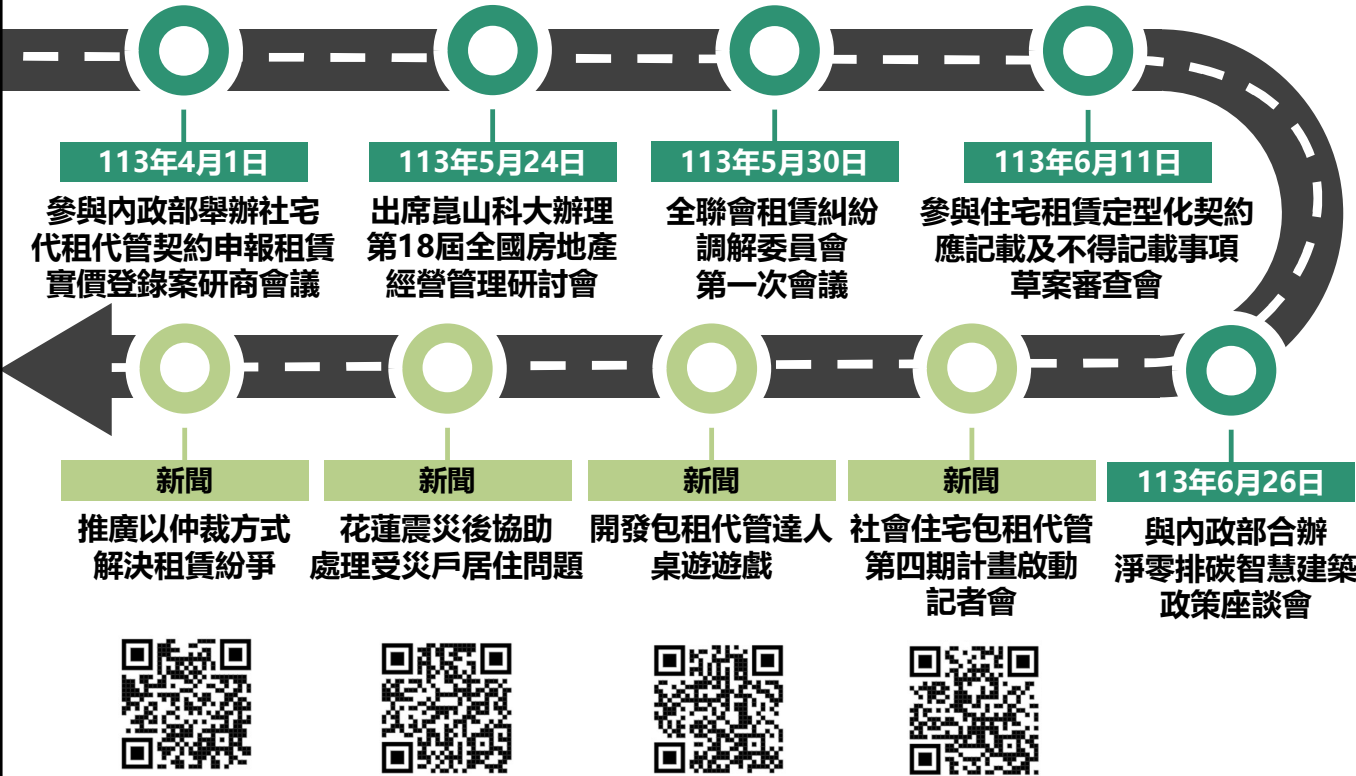 113年4月1日
參與內政部舉辦社宅
代租代管契約申報租賃
實價登錄案研商會議
113年5月24日
出席崑山科大辦理
第18屆全國房地產
經營管理研討會
113年5月30日
全聯會租賃糾紛
調解委員會
第一次會議
113年6月11日
參與住宅租賃定型化契約
應記載及不得記載事項
草案審查會
113年6月26日
與內政部合辦
淨零排碳智慧建築
政策座談會
新聞
社會住宅包租代管
第四期計畫啟動
記者會
新聞
開發包租代管達人
桌遊遊戲
新聞
花蓮震災後協助
處理受災戶居住問題
新聞
推廣以仲裁方式
解決租賃紛爭